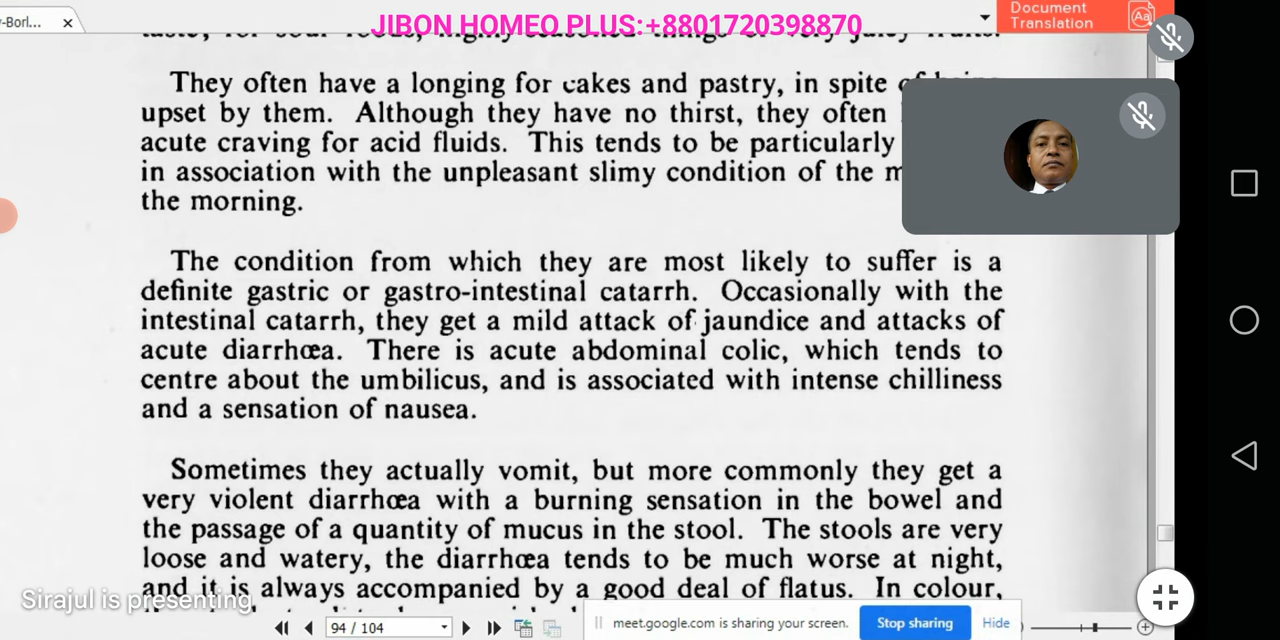 -Borl...
JIBON HOMEO PLUS:+8801720398870
Document
Translation
They often have a longing for cakes and pastry, in spite
upset by them. Although they have no thirst, they often
acute craving for acid fluids. This tends to be particularly
in association with the unpleasant slimy condition of the
the morning.
The condition from which they are most likely to suffer is a
definite gastric or gastro-intestinal catarrh. Occasionally with the
intestinal catarrh, they get a mild attack of jaundice and attacks of
acute diarrhœa. There is acute abdominal colic, which tends to
centre about the umbilicus, and is associated with intense chilliness
and a sensation of nausea.
Sometimes they actually vomit, but more commonly they get a
very violent diarrhœa with a burning sensation in the bowel and
the passage of a quantity of mucus in the stool. The stools are very
loose and watery, the diarrhœa tends to be much worse at night,
and it is always accompanied by a good deal of flatus. In colour,
Sirajul is presenting
94 / 104
meet.google.com is sharing your screen.
Stop sharing
Hide